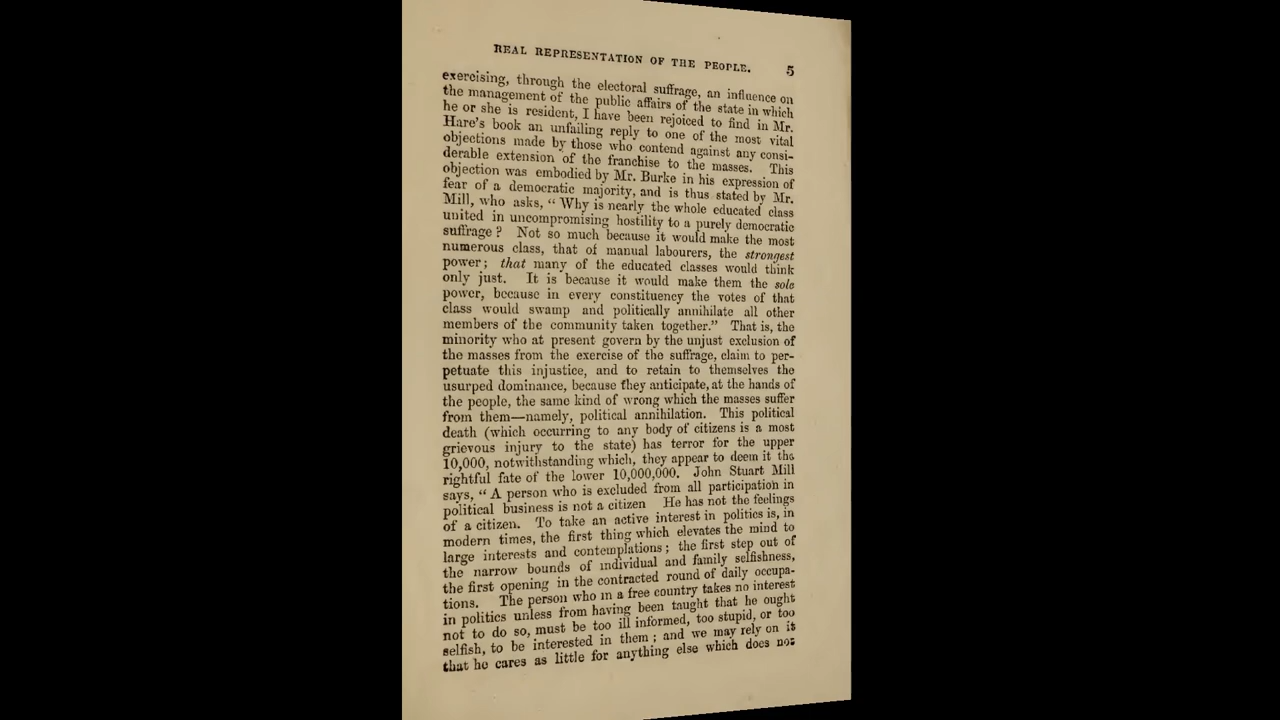 REAL REPRESENTATION OF THE PEOPLE. 5
exercising, through the electoral suffrage, an influence on
the management of the public affairs of the state in which
he or she is resident, I have been rejoiced to find in Mr.
Hare's book an unfailing reply to one of the most vital
objections made by those who contend against any consi-
derable extension of the franchise to the masses. This
objection was embodied by Mr. Burke in his expression of
fear of a democratic majority, and is thus stated by Mr.
Mill, who asks, “ Why is nearly the whole educated class
united in uncompromising hostility to a purely democratic
suffrage ? Not so much because it would make the most
numerous class, that of manual labourers, the strongest
power ; that many of the educated classes would think
only just. It is because it would make them the sole
power, because in every constituency the votes of that
class would swamp and politically annihilate all other
members of the community taken together.” That is, the
minority who at present govern by the unjust exclusion of
the masses from the exercise of the suffrage, claim to per-
petuate this injustice, and to retain to themselves the
usurped dominance, because they anticipate, at the hands of
the people, the same kind of wrong which the masses suffer
from them—namely, political annihilation. This political
death (which occurring to any body of citizens is a most
grievous injury to the state) has terror for the upper
10,000, notwithstanding which, they appear to deem it the
rightful fate of the lower 10,000,000. John Stuart Mill
says, “ A person who is excluded from all participation in
political business is not a citizen He has not the feelings
of a citizen. To take an active interest in politics is, in
modern times, the first thing which elevates the mind to
large interests and contemplations ; the first step out of
the narrow bounds of individual and family selfishness,
the first opening in the contracted round of daily occupa-
tions. The person who in a free country takes no interest
in politics unless from having been taught that he ought
not to do so, must be too ill informed, too stupid, or too
selfish, to be interested in them ; and we may rely on it
that he cares as little for anything else which does not